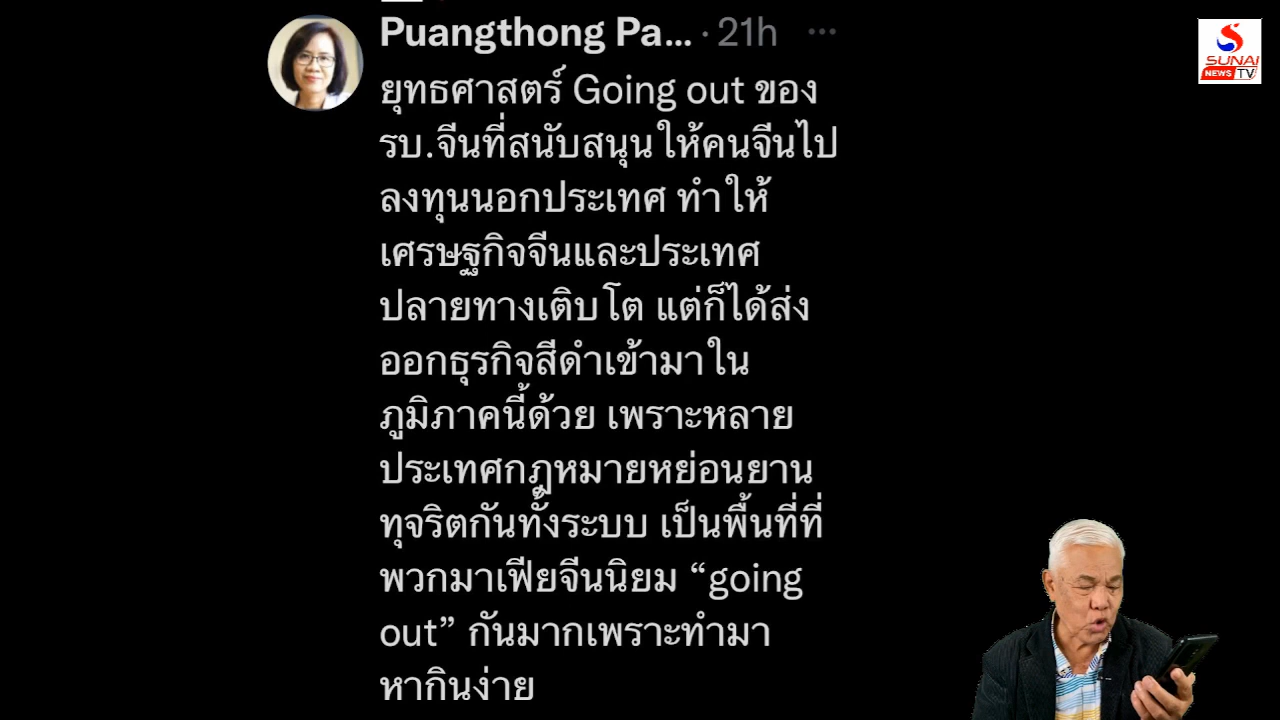 Puangthong Pa... · 21h ···
ยุทธศาสตร์ Going out ของ
รบ.จีนที่สนับสนุนให้คนจีนไป
ลงทุนนอกประเทศ ทำให้
เศรษฐกิจจีนและประเทศ
ปลายทางเติบโต แต่ก็ได้ส่ง
ออกธุรกิจสีดำเข้ามาใน
ภูมิภาคนี้ด้วย เพราะหลาย
ประเทศกฎหมายหย่อนยาน
ทุจริตกันทั้งระบบ เป็นพื้นที่ที่
พวกมาเฟียจีนนิยม “going
out” กันมากเพราะทำมา
หากินง่าย
SUNAI
NEWS TV